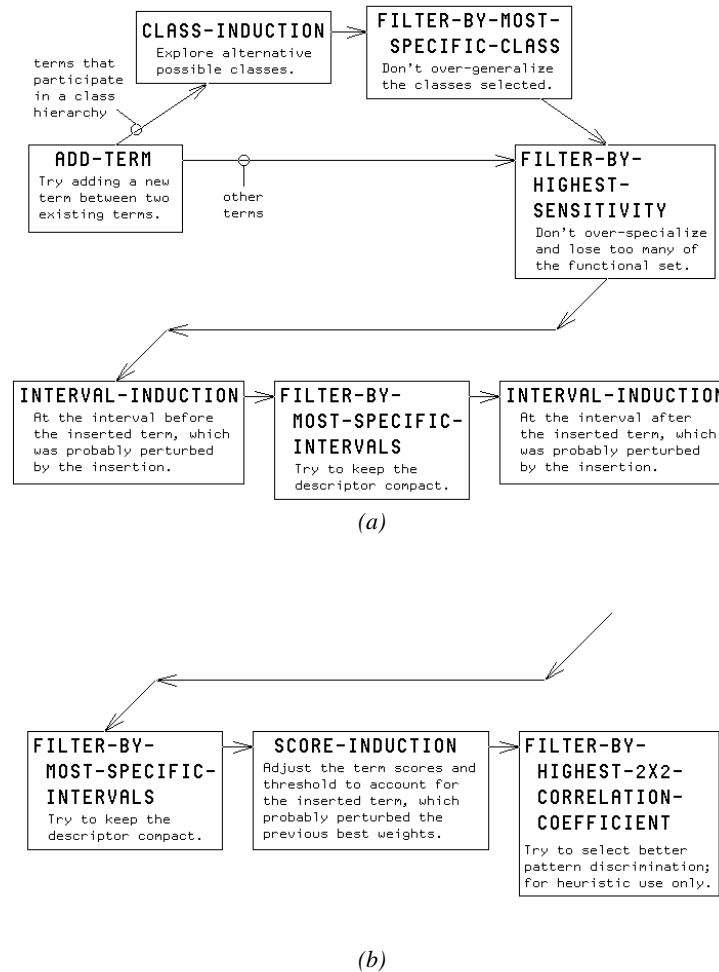 CLASS-INDUCTION
Explore alternative
possible classes.
FILTER-BY-MOST-
SPECIFIC-CLASS
Don't over-generalize
the classes selected.
terms that
participate
in a class
hierarchy
ADD-TERM
Try adding a new
term between two
existing terms.
other
terms
FILTER-BY-
HIGHEST-
SENSITIVITY
Don't over-specialize
and lose too many of
the functional set.
INTERVAL-INDUCTION
At the interval before
the inserted term, which
was probably perturbed
by the insertion.
FILTER-BY-
MOST-SPECIFIC-
INTERVALS
Try to keep the
descriptor compact.
INTERVAL-INDUCTION
At the interval after
the inserted term, which
was probably perturbed
by the insertion.
(a)
FILTER-BY-
MOST-SPECIFIC-
INTERVALS
Try to keep the
descriptor compact.
SCORE-INDUCTION
Adjust the term scores and
threshold to account for
the inserted term, which
probably perturbed the
previous best weights.
FILTER-BY-
HIGHEST-2X2-
CORRELATION-
COEFFICIENT
Try to select better
pattern discrimination;
for heuristic use only.
(b)